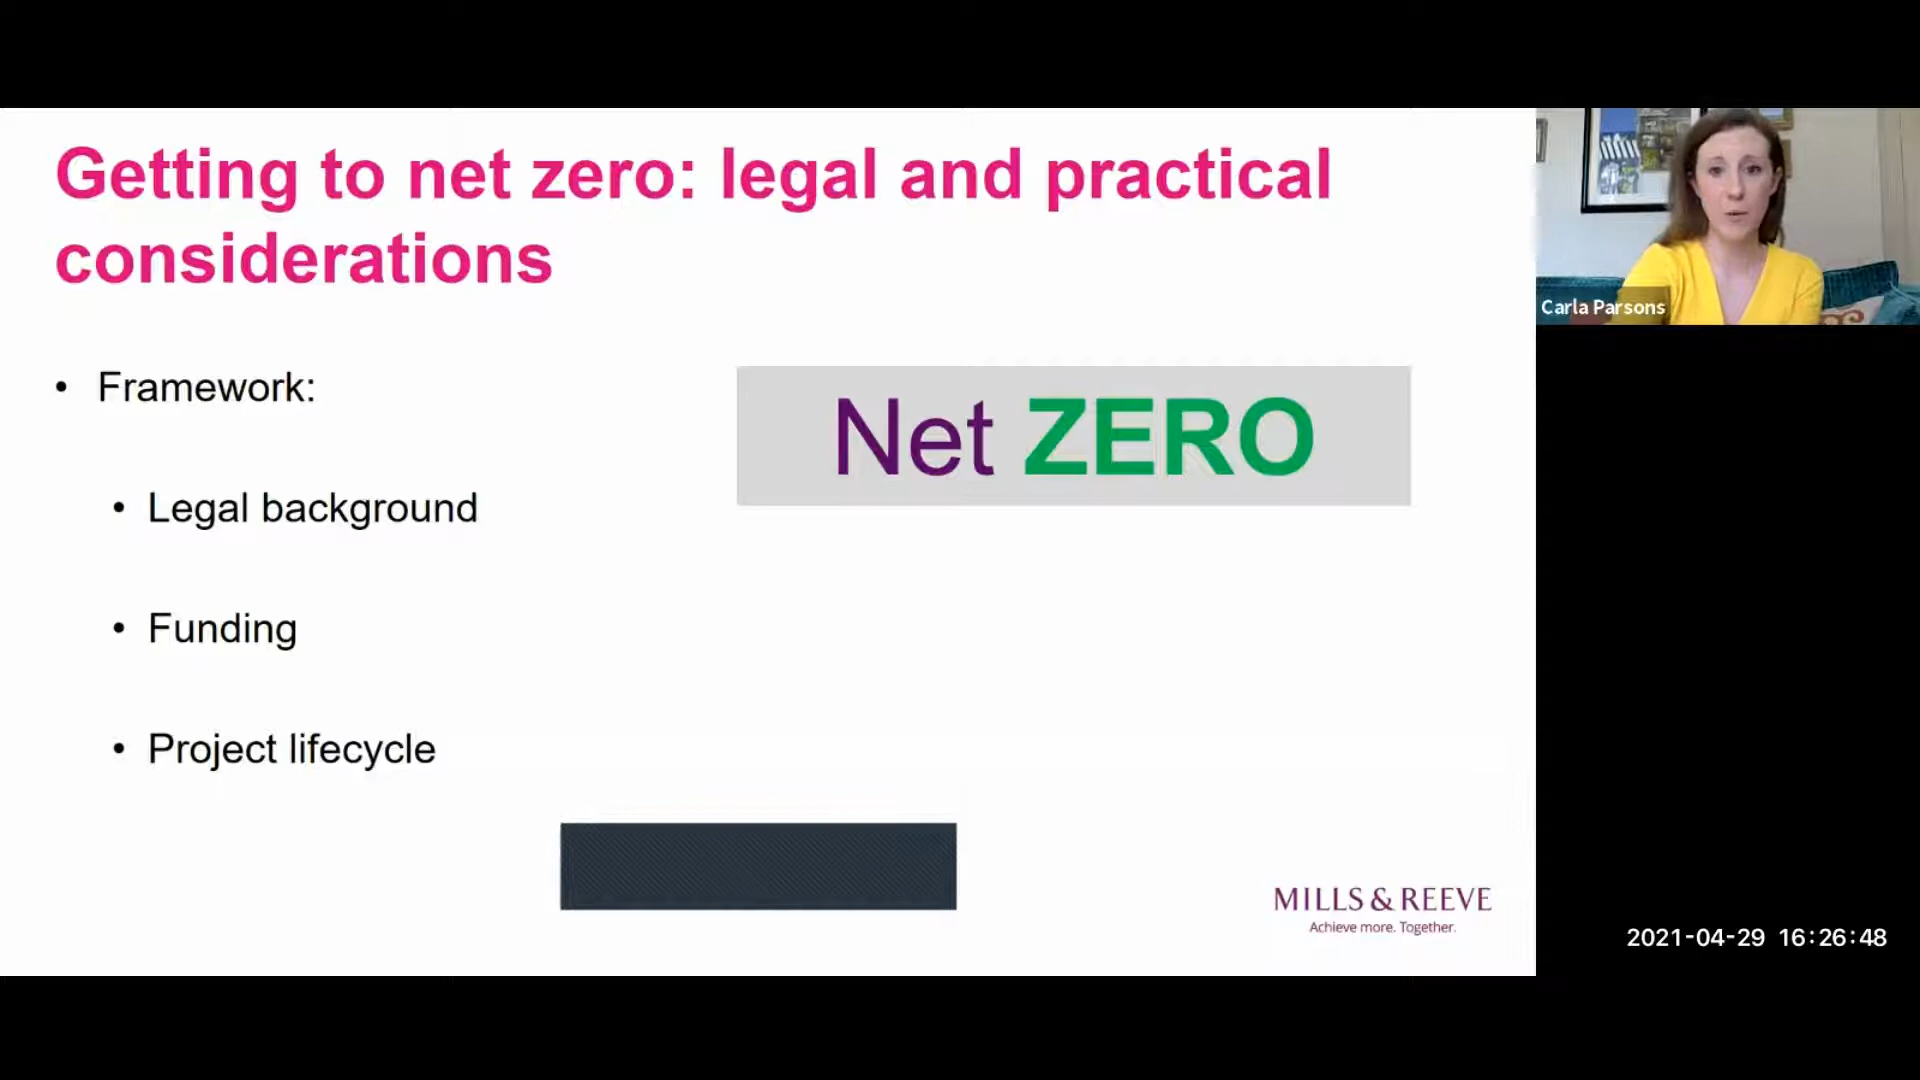 Getting to net zero: legal and practical
considerations
• Framework:
• Legal background
• Funding
• Project lifecycle
Net ZERO
MILLS & REEVE
Achieve more. Together.
Carla Parsons
2021-04-29 16:26:48